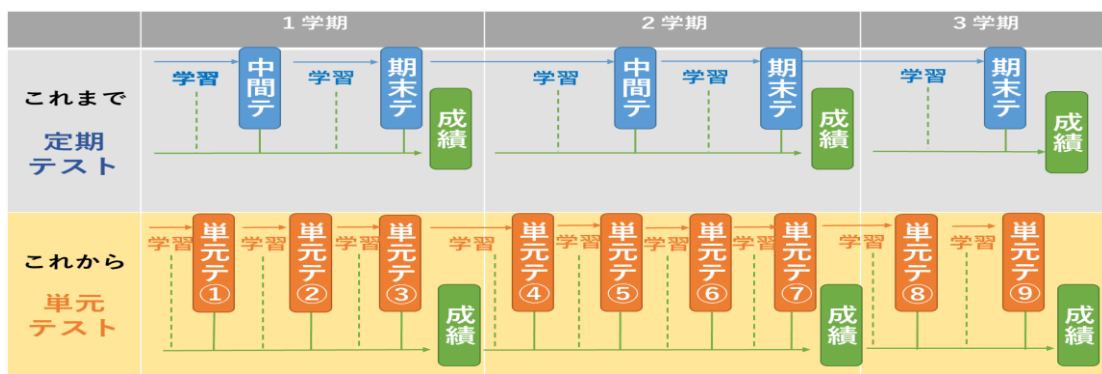 1学期 2学期 3学期
これまで
定期
テスト
学習 中間テ 学習 期末テ 成績 学習 中間テ 学習 期末テ 成績 学習 期末テ 成績
これから
単元
テスト
学習 単元テ① 学習 単元テ② 学習 単元テ③ 成績 学習 単元テ④ 学習 単元テ⑤ 学習 単元テ⑥ 学習 単元テ⑦ 成績 学習 単元テ⑧ 学習 単元テ⑨ 成績